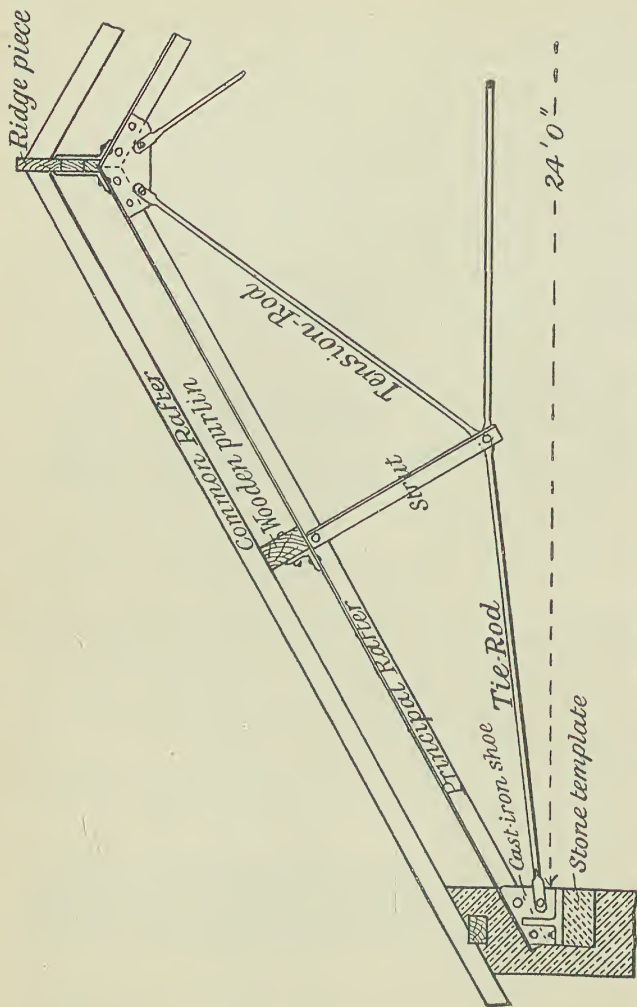 Ridge piece
Common Rafter
Wooden purlin
Tension-Rod
Strut
Principal Rafter
Tie-Rod
Cast-iron shoe
24'0"
Stone template